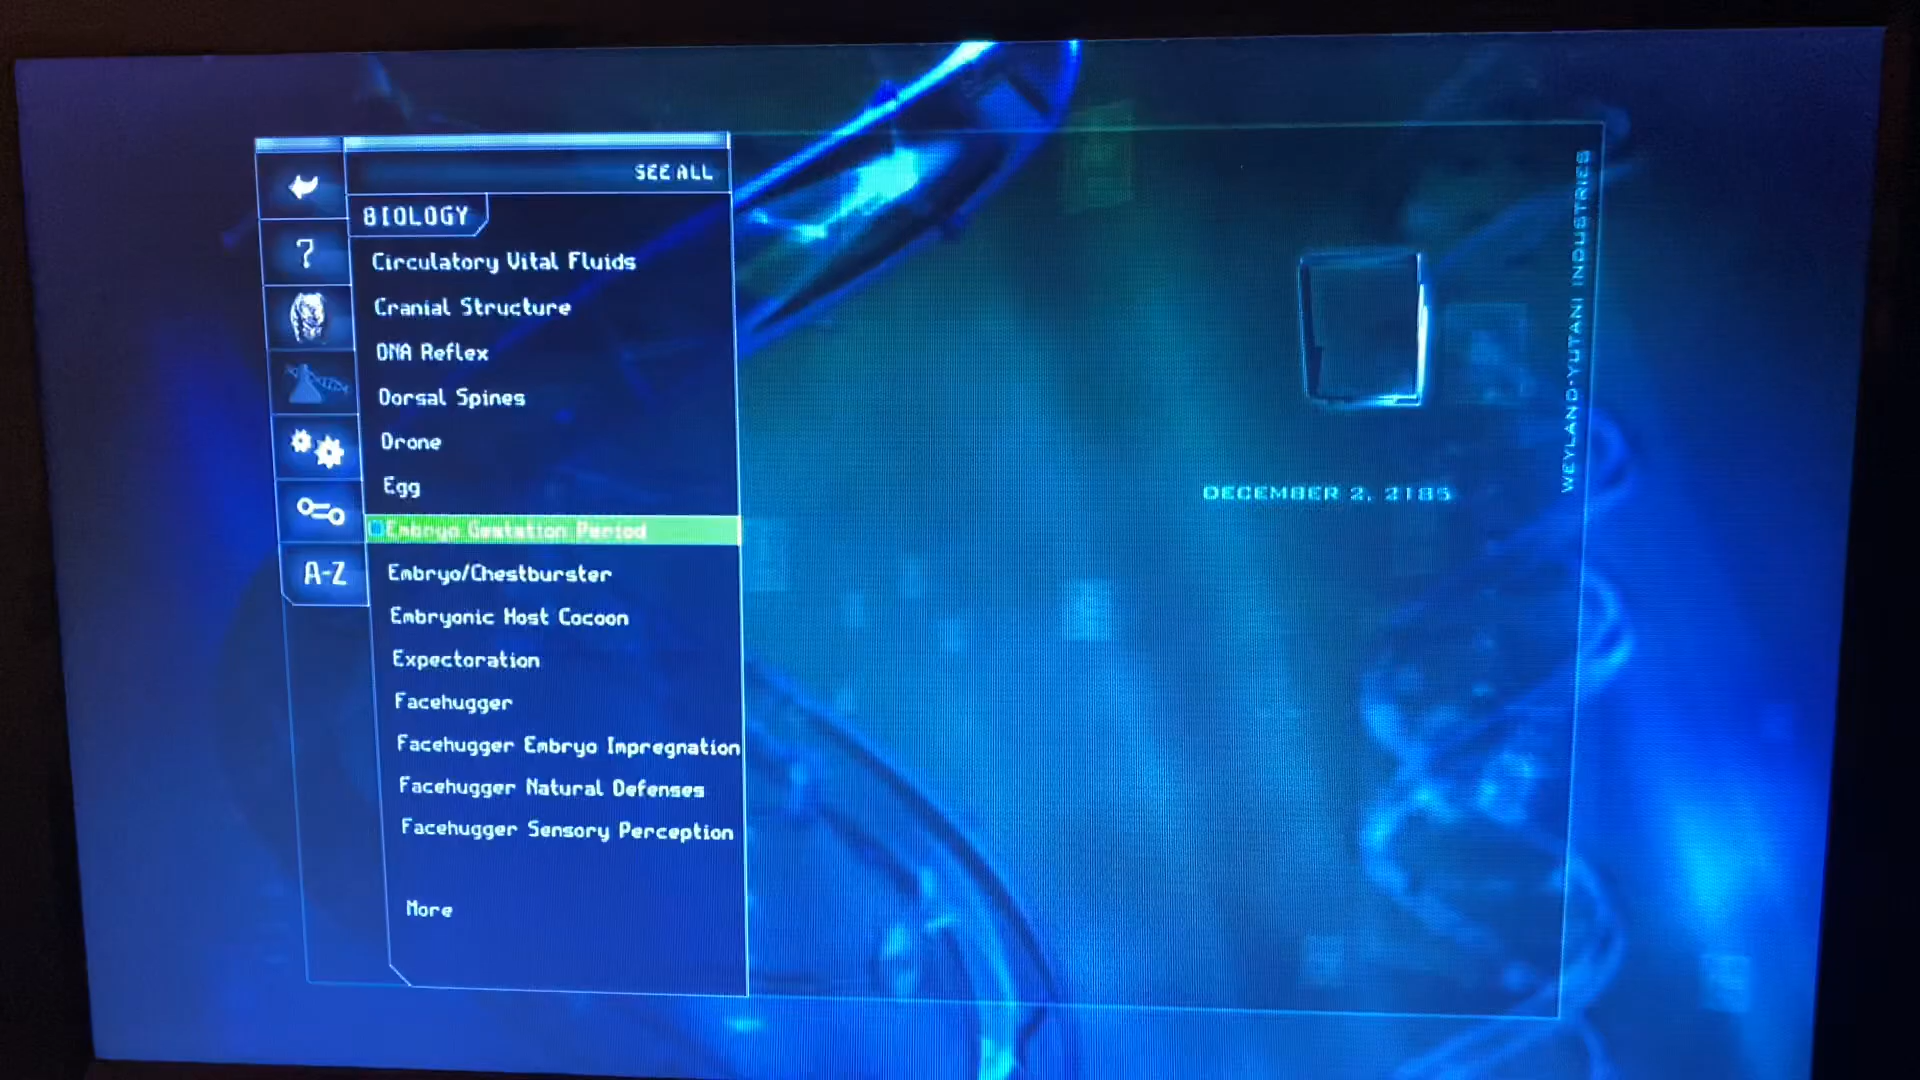 SEE ALL
BIOLOGY
Circulatory Vital Fluids
Cranial Structure
DNA Reflex
Dorsal Spines
Drone
Egg
Embryo Gestation Period
Embryo/Chestburster
Embryonic Host Cocoon
Expectoration
Facehugger
Facehugger Embryo Impregnation
Facehugger Natural Defenses
Facehugger Sensory Perception
More
?
A-Z
DECEMBER 2, 2185
WEYLAND-YUTANI INDUSTRIES